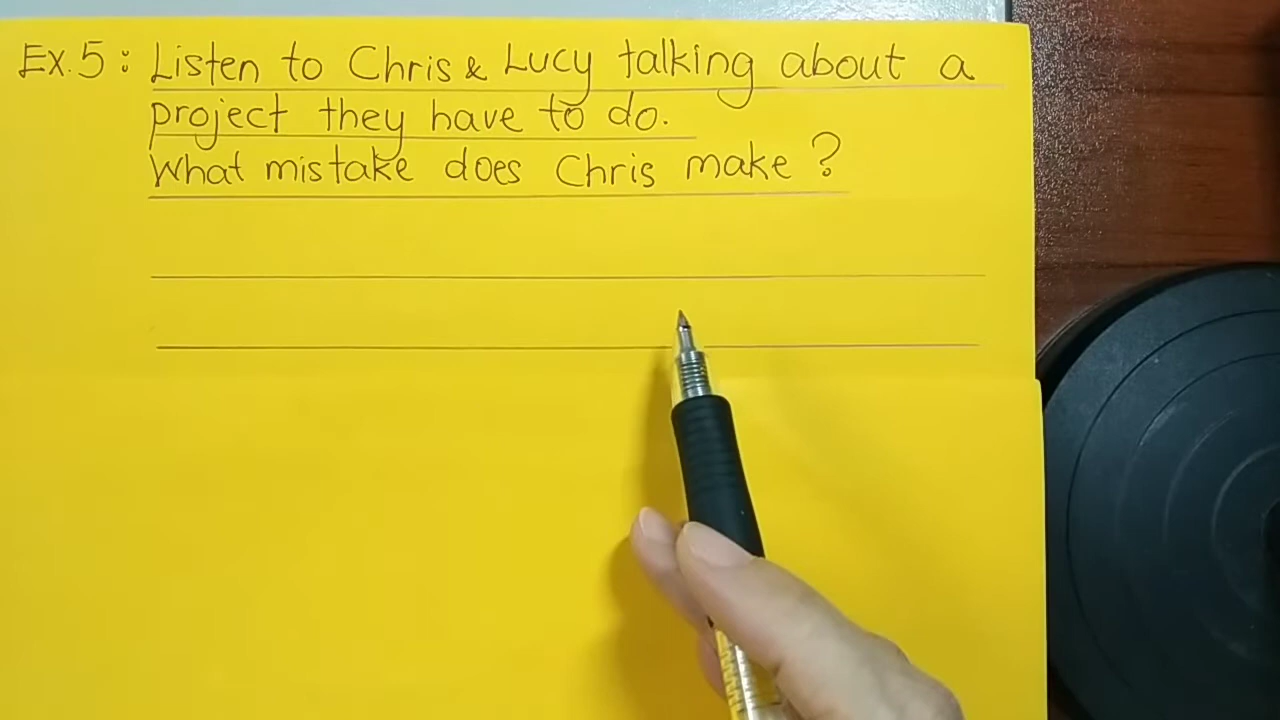 Ex.5: Listen to Chris & Lucy talking about a
project they have to do.
What mistake does Chris make?